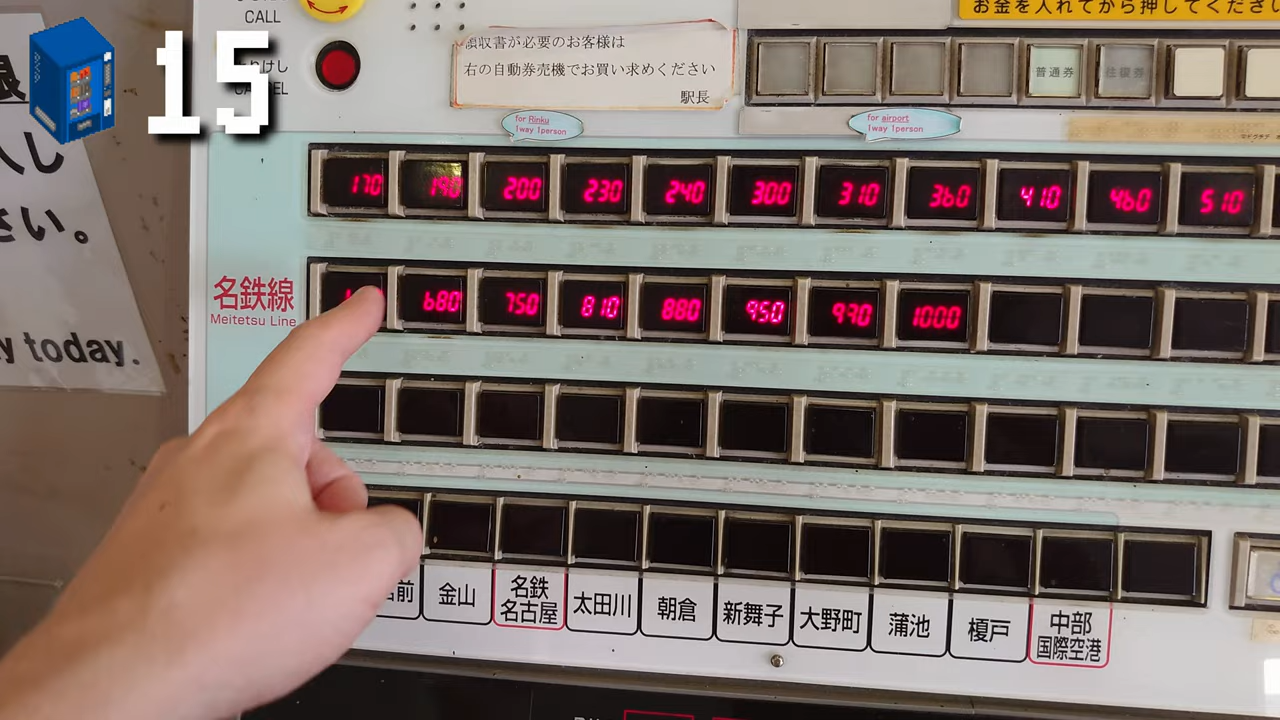 CALL
15
領収書が必要のお客様は
右の自動券売機でお買い求めください
駅長
お金を入れてから押してください
普通券
往復券
for Rinku
1way 1person
for airport
1way 1person
170
190
200
230
240
300
310
360
410
460
510
名鉄線
Meitetsu Line
680
750
810
880
950
970
1000
さい。
today.
金山
名鉄
名古屋
太田川
朝倉
新舞子
大野町
蒲池
榎戸
中部
国際空港